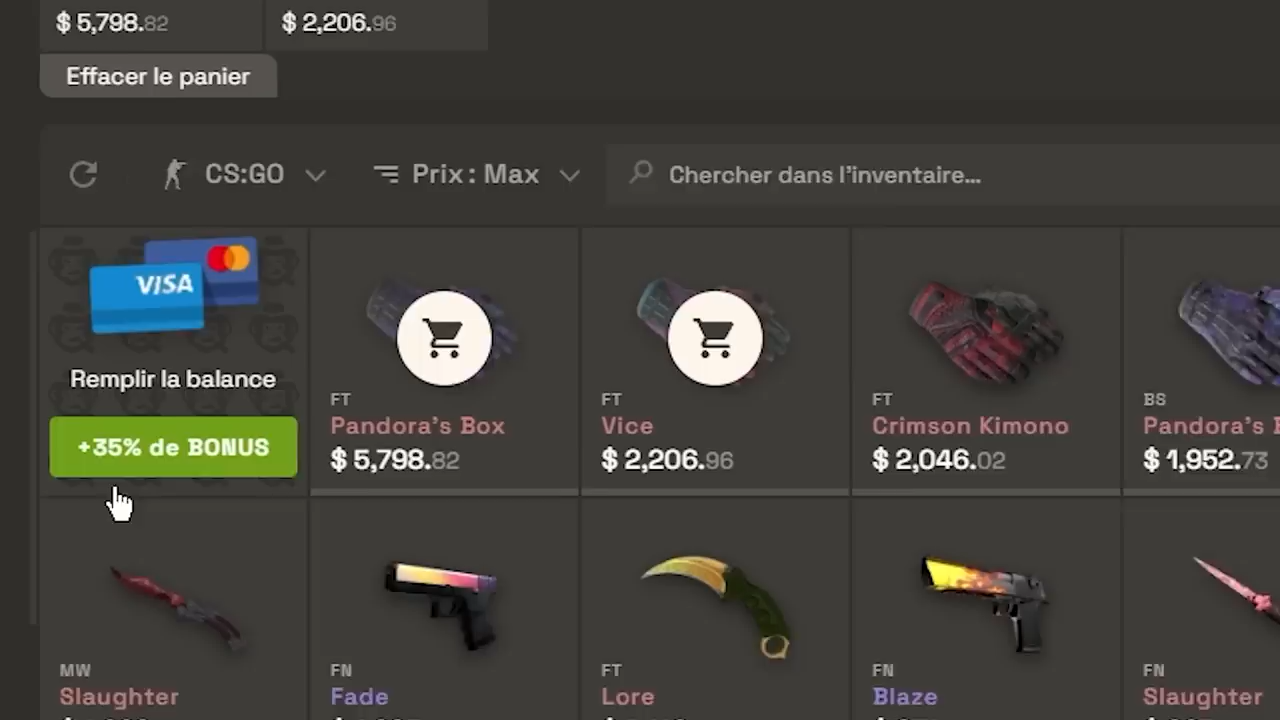 $ 5,798.82
$ 2,206.96
Effacer le panier
CS:GO
Prix : Max
Chercher dans l'inventaire...
VISA
Remplir la balance
+35% de BONUS
FT
Pandora's Box
$ 5,798.82
FT
Vice
$ 2,206.96
FT
Crimson Kimono
$ 2,046.02
BS
Pandora's
$ 1,952.73
MW
Slaughter
FN
Fade
FT
Lore
FN
Blaze
FN
Slaughter